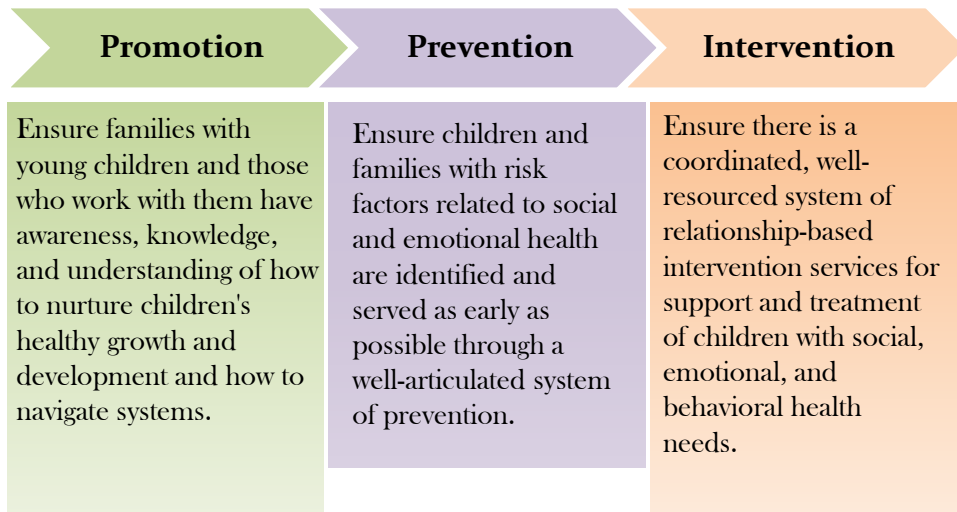 Promotion
Prevention
Intervention
Ensure families with
young children and those
who work with them have
awareness, knowledge,
and understanding of how
to nurture children's
healthy growth and
development and how to
navigate systems.
Ensure children and
families with risk
factors related to social
and emotional health
are identified and
served as early as
possible through a
well-articulated system
of prevention.
Ensure there is a
coordinated, well-
resourced system of
relationship-based
intervention services for
support and treatment
of children with social,
emotional, and
behavioral health
needs.